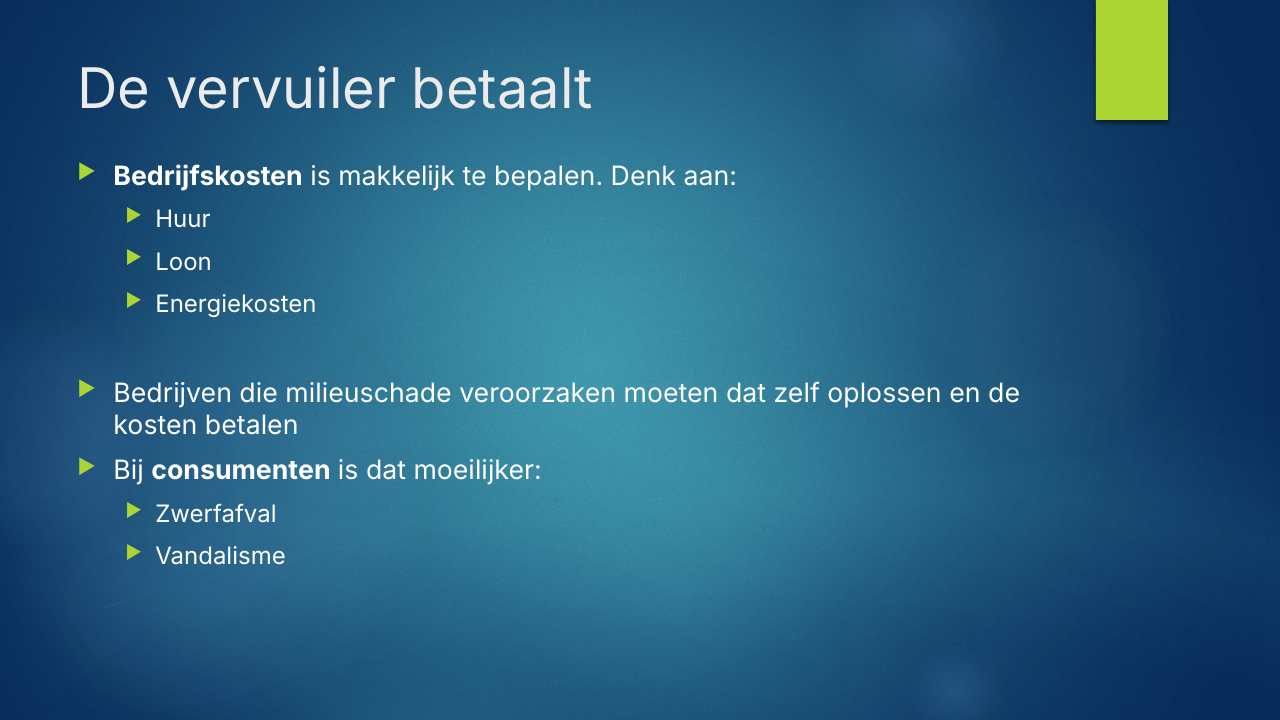 De vervuiler betaalt
Bedrijfskosten is makkelijk te bepalen. Denk aan:
Huur
Loon
Energiekosten
Bedrijven die milieuschade veroorzaken moeten dat zelf oplossen en de
kosten betalen
Bij consumenten is dat moeilijker:
Zwerfafval
Vandalisme